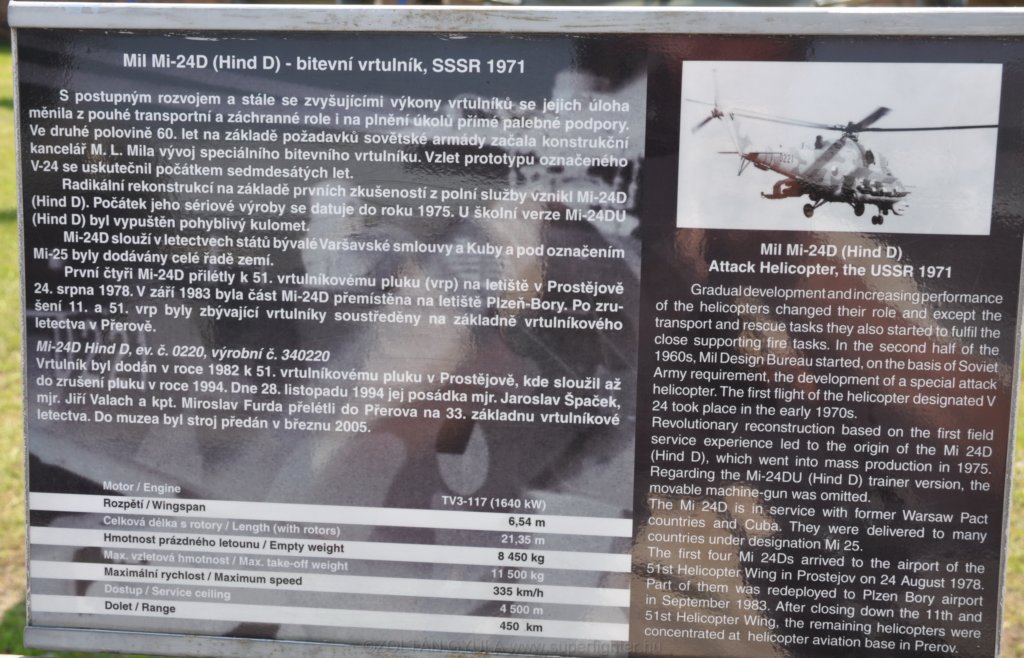 Mil Mi-24D (Hind D) - bitevní vrtulník, SSSR 1971
S postupným rozvojem a stále se zvyšujícími výkony vrtulníků se jejich úloha
měnila z pouhé transportní a záchranné role i na plnění úkolů přímé palebné podpory.
Ve druhé polovině 60. let na základě požadavků sovětské armády začala konstrukční
kancelář M. L. Mila vývoj speciálního bitevního vrtulníku. Vzlet prototypu označeného
V-24 se uskutečnil počátkem sedmdesátých let.
Radikální rekonstrukcí na základě prvních zkušeností z polní služby vznikl Mi-24D
(Hind D). Počátek jeho sériové výroby se datuje do roku 1975. U školní verze Mi-24DU
(Hind D) byl vypuštěn pohyblivý kulomet.
Mi-24D slouží v letectvech států bývalé Varšavské smlouvy a Kuby a pod označením
Mi-25 byly dodávány celé řadě zemí.
První čtyři Mi-24D přilétly k 51. vrtulníkovému pluku (vrp) na letiště v Prostějově
24. srpna 1978. V září 1983 byla část Mi-24D přemístěna na letiště Plzeň-Bory. Po zru-
šení 11. a 51. vrp byly zbývající vrtulníky soustředěny na základně vrtulníkového
letectva v Přerově.
Mi-24D Hind D, ev. č. 0220, výrobní č. 340220
Vrtulník byl dodán v roce 1982 k 51. vrtulníkovému pluku v Prostějově, kde sloužil až
do zrušení pluku v roce 1994. Dne 28. listopadu 1994 jej posádka mjr. Jaroslav Špaček,
mjr. Jiří Valach a kpt. Miroslav Furda přelétli do Přerova na 33. základnu vrtulníkové
letectva. Do muzea byl stroj předán v březnu 2005.
Motor / Engine TV3-117 (1640 kW)
Rozpětí / Wingspan 6,54 m
Celková délka s rotory / Length (with rotors) 21,35 m
Hmotnost prázdného letounu / Empty weight 8 450 kg
Max. vzletová hmotnost / Max. take-off weight 11 500 kg
Maximální rychlost / Maximum speed 335 km/h
Dostup / Service ceiling 4 500 m
Dolet / Range 450 km
Mil Mi-24D (Hind D)
Attack Helicopter, the USSR 1971
Gradual development and increasing performance
of the helicopters changed their role and except the
transport and rescue tasks they also started to fulfil the
close supporting fire tasks. In the second half of the
1960s, Mil Design Bureau started, on the basis of Soviet
Army requirement, the development of a special attack
helicopter. The first flight of the helicopter designated V
24 took place in the early 1970s.
Revolutionary reconstruction based on the first field
service experience led to the origin of the Mi 24D
(Hind D), which went into mass production in 1975.
Regarding the Mi-24DU (Hind D) trainer version, the
movable machine-gun was omitted.
The Mi 24D is in service with former Warsaw Pact
countries and Cuba. They were delivered to many
countries under designation Mi 25.
The first four Mi 24Ds arrived to the airport of the
51st Helicopter Wing in Prostejov on 24 August 1978.
Part of them was redeployed to Plzen Bory airport
in September 1983. After closing down the 11th and
51st Helicopter Wing, the remaining helicopters were
concentrated at helicopter aviation base in Prerov.
©ZOLTÁN GYURA www.superfighter.hu